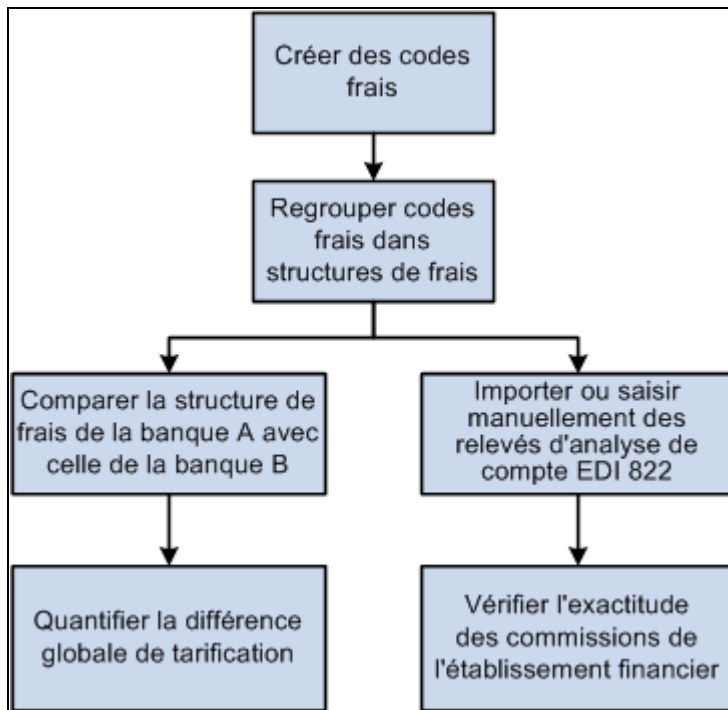 Créer des codes
frais
Regrouper codes
frais dans
structures de frais
Comparer la structure de
frais de la banque A avec
celle de la banque B
Importer ou saisir
manuellement des
relevés d'analyse de
compte EDI 822
Quantifier la différence
globale de tarification
Vérifier l'exactitude
des commissions de
l'établissement financier